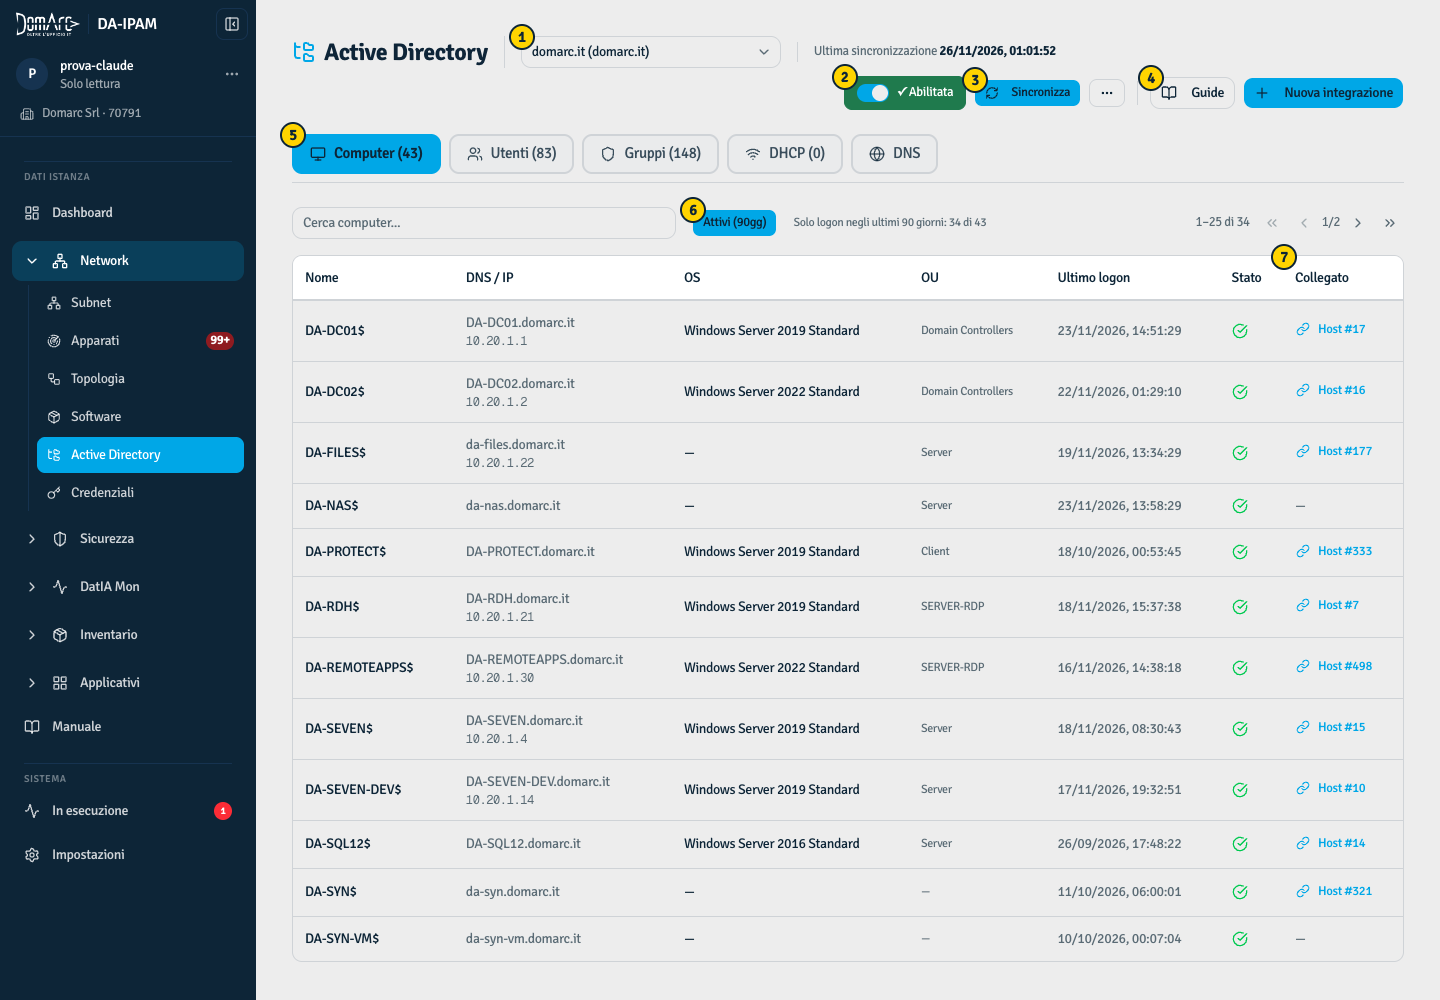 DomArc
OLTRE L'UFFICIO IT
DA-IPAM
P
prova-claude
Solo lettura
Domarc Srl · 70791
DATI ISTANZA
Dashboard
Network
Subnet
Apparati
99+
Topologia
Software
Active Directory
Credenziali
Sicurezza
DatIA Mon
Inventario
Applicativi
Manuale
SISTEMA
In esecuzione
1
Impostazioni
Active Directory
1
domarc.it (domarc.it)
Ultima sincronizzazione 26/11/2026, 01:01:52
2
✓ Abilitata
3
Sincronizza
4
Guide
Nuova integrazione
5
Computer (43)
Utenti (83)
Gruppi (148)
DHCP (0)
DNS
Cerca computer...
6
Attivi (90gg)
Solo logon negli ultimi 90 giorni: 34 di 43
1–25 di 34
1/2
7
Nome DNS / IP OS OU Ultimo logon Stato Collegato
DA-DC01$ DA-DC01.domarc.it Windows Server 2019 Standard Domain Controllers 23/11/2026, 14:51:29 Host #17
10.20.1.1
DA-DC02$ DA-DC02.domarc.it Windows Server 2022 Standard Domain Controllers 22/11/2026, 01:29:10 Host #16
10.20.1.2
DA-FILES$ da-files.domarc.it — Server 19/11/2026, 13:34:29 Host #177
10.20.1.22
DA-NAS$ da-nas.domarc.it — Server 23/11/2026, 13:58:29 —
DA-PROTECT$ DA-PROTECT.domarc.it Windows Server 2019 Standard Client 18/10/2026, 00:53:45 Host #333
DA-RDH$ DA-RDH.domarc.it Windows Server 2019 Standard SERVER-RDP 18/11/2026, 15:37:38 Host #7
10.20.1.21
DA-REMOTEAPPS$ DA-REMOTEAPPS.domarc.it Windows Server 2022 Standard SERVER-RDP 16/11/2026, 14:38:18 Host #498
10.20.1.30
DA-SEVEN$ DA-SEVEN.domarc.it Windows Server 2019 Standard Server 18/11/2026, 08:30:43 Host #15
10.20.1.4
DA-SEVEN-DEV$ DA-SEVEN-DEV.domarc.it Windows Server 2019 Standard Server 17/11/2026, 19:32:51 Host #10
10.20.1.14
DA-SQL12$ DA-SQL12.domarc.it Windows Server 2016 Standard Server 26/09/2026, 17:48:22 Host #14
DA-SYN$ da-syn.domarc.it — — 11/10/2026, 06:00:01 Host #321
DA-SYN-VM$ da-syn-vm.domarc.it — — 10/10/2026, 00:07:04 —